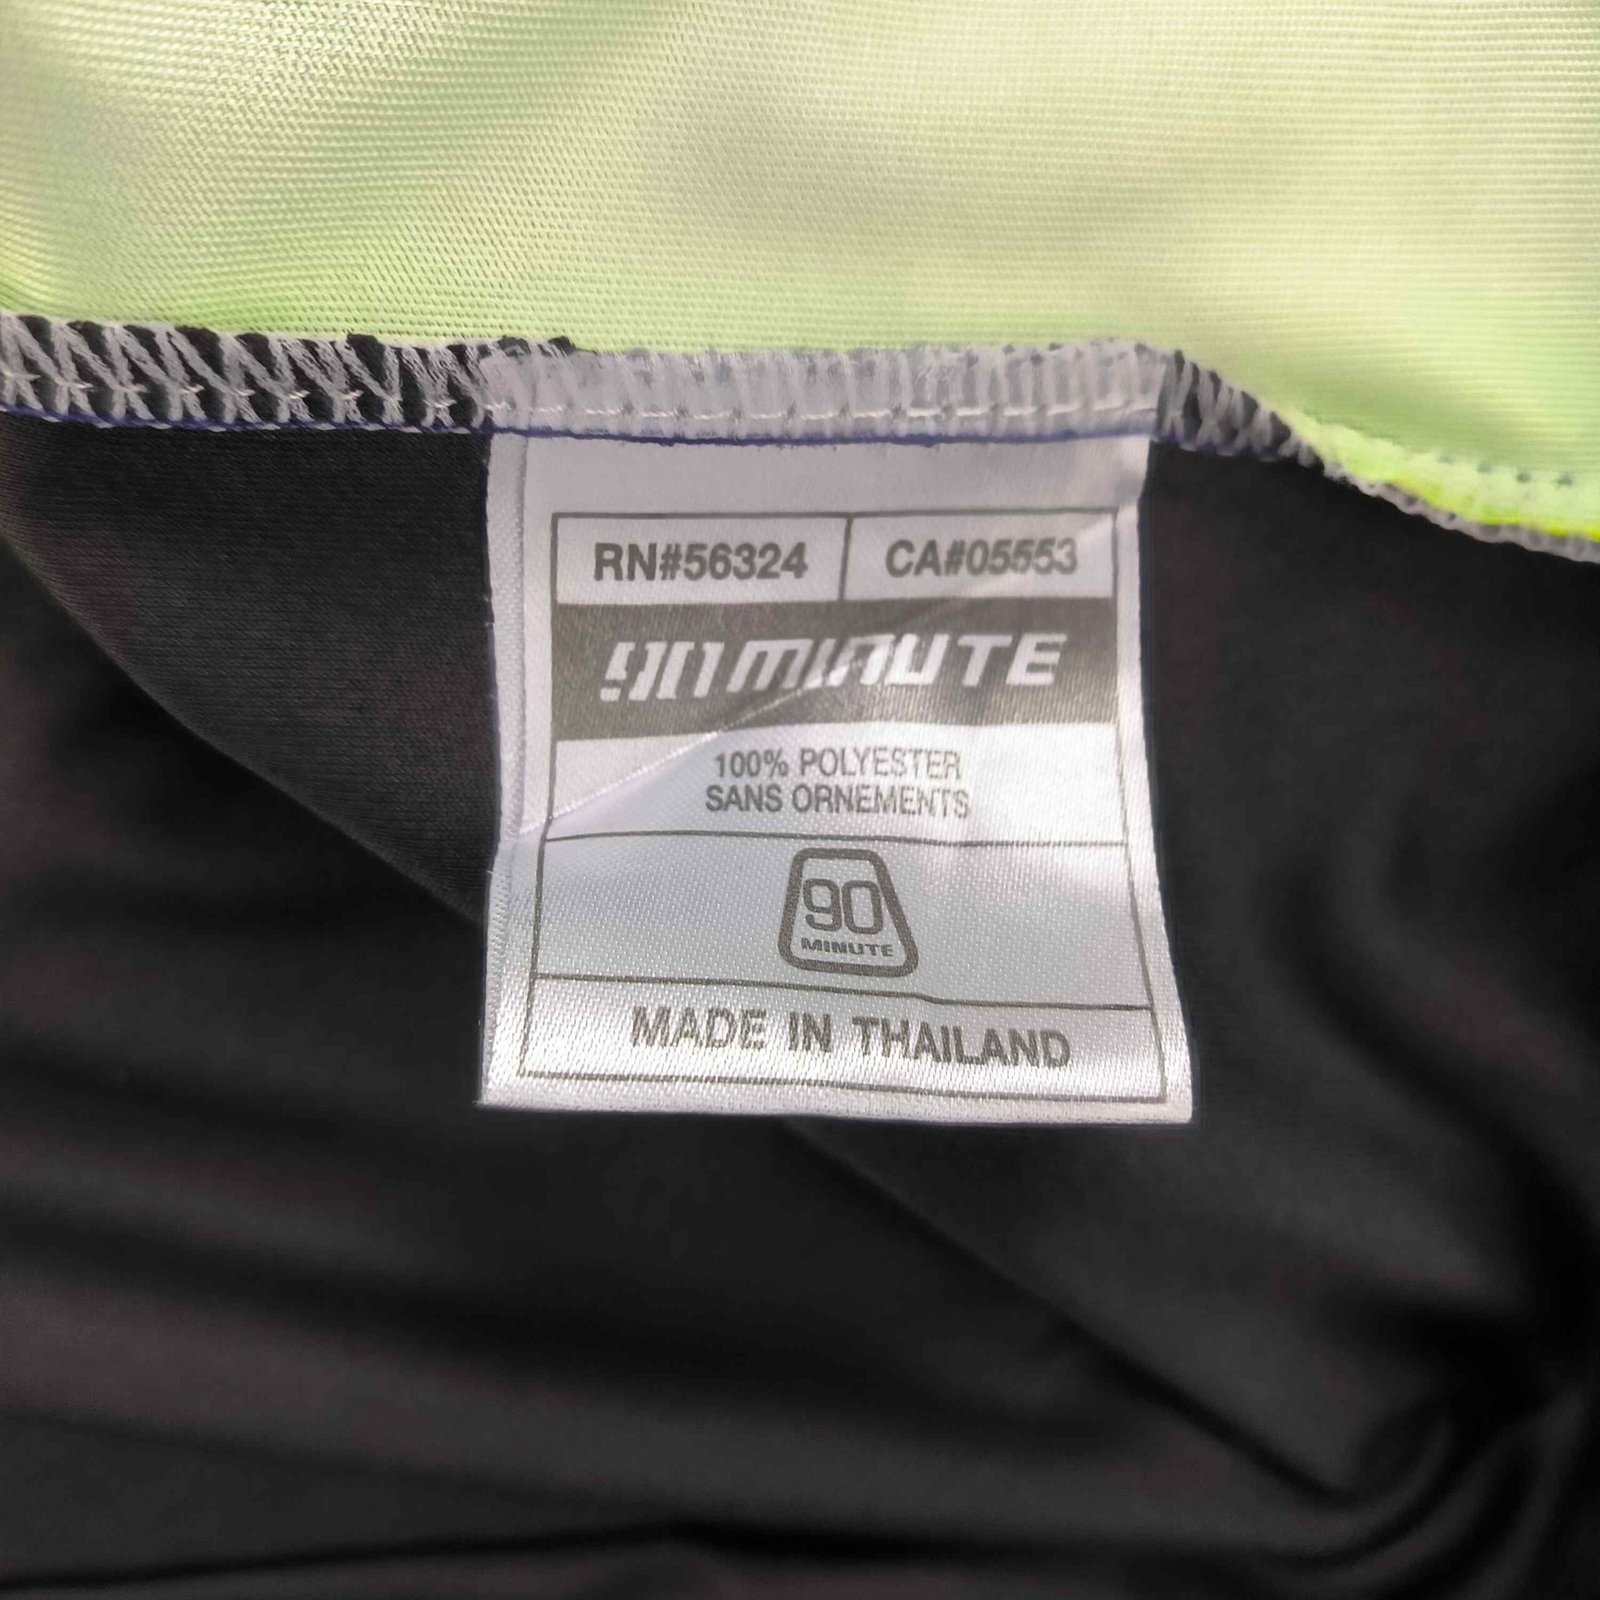 RN#56324 CA#05553
90 MINUTE
100% POLYESTER
SANS ORNEMENTS
90
MINUTE
MADE IN THAILAND